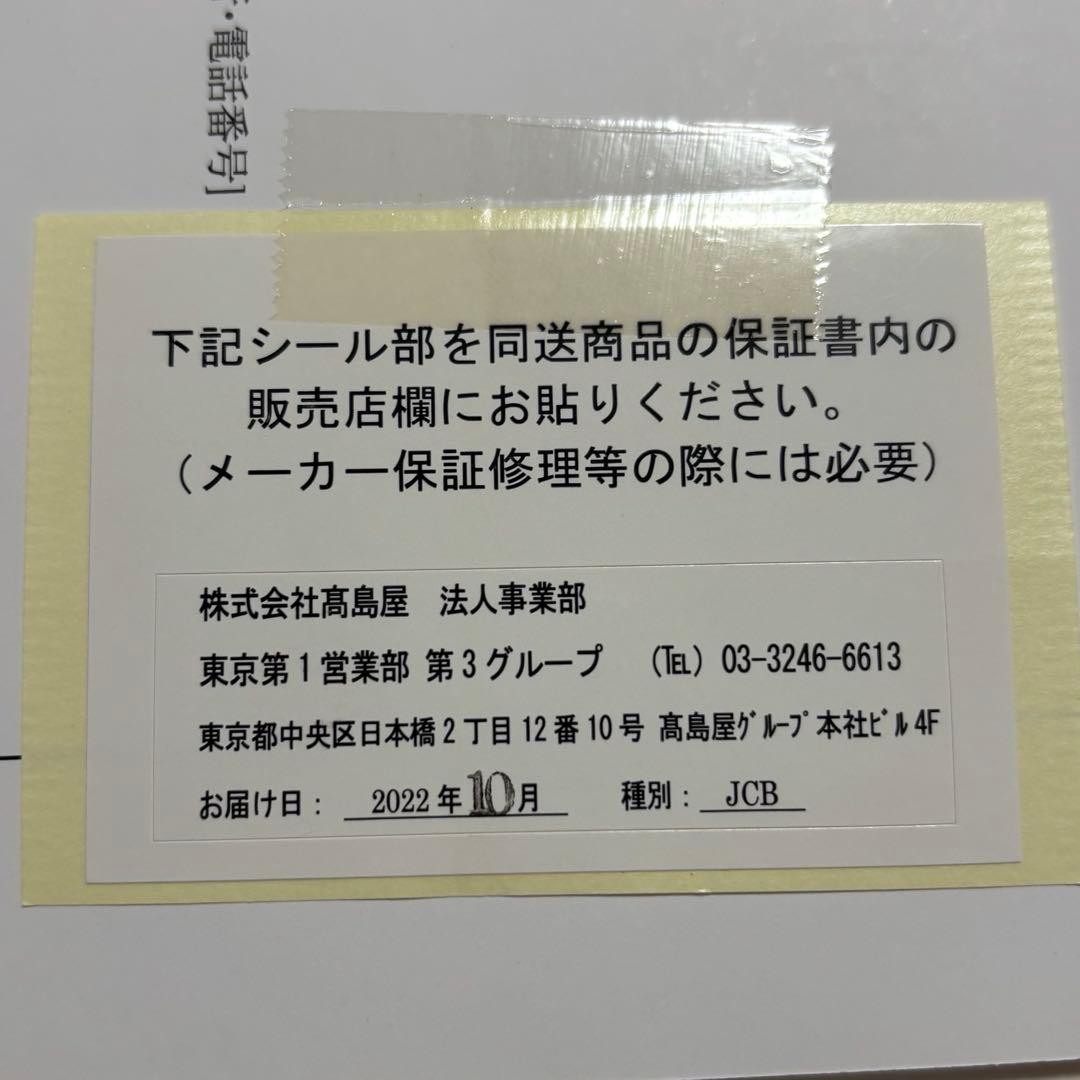 ・電話番号]
下記シール部を同送商品の保証書内の
販売店欄にお貼りください。
（メーカー保証修理等の際には必要）
株式会社髙島屋　法人事業部
東京第1営業部 第3グループ　（℡）03-3246-6613
東京都中央区日本橋2丁目12番10号 髙島屋ｸﾞﾙｰﾌﾟ本社ﾋﾞﾙ4F
お届け日： 2022年10月　種別： JCB